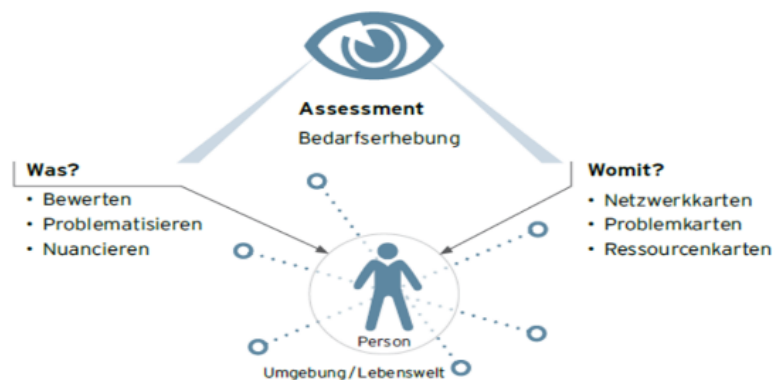 Assessment
Bedarfserhebung
Was?
• Bewerten
• Problematisieren
• Nuancieren
Womit?
• Netzwerkkarten
• Problemkarten
• Ressourcenkarten
Person
Umgebung/Lebenswelt